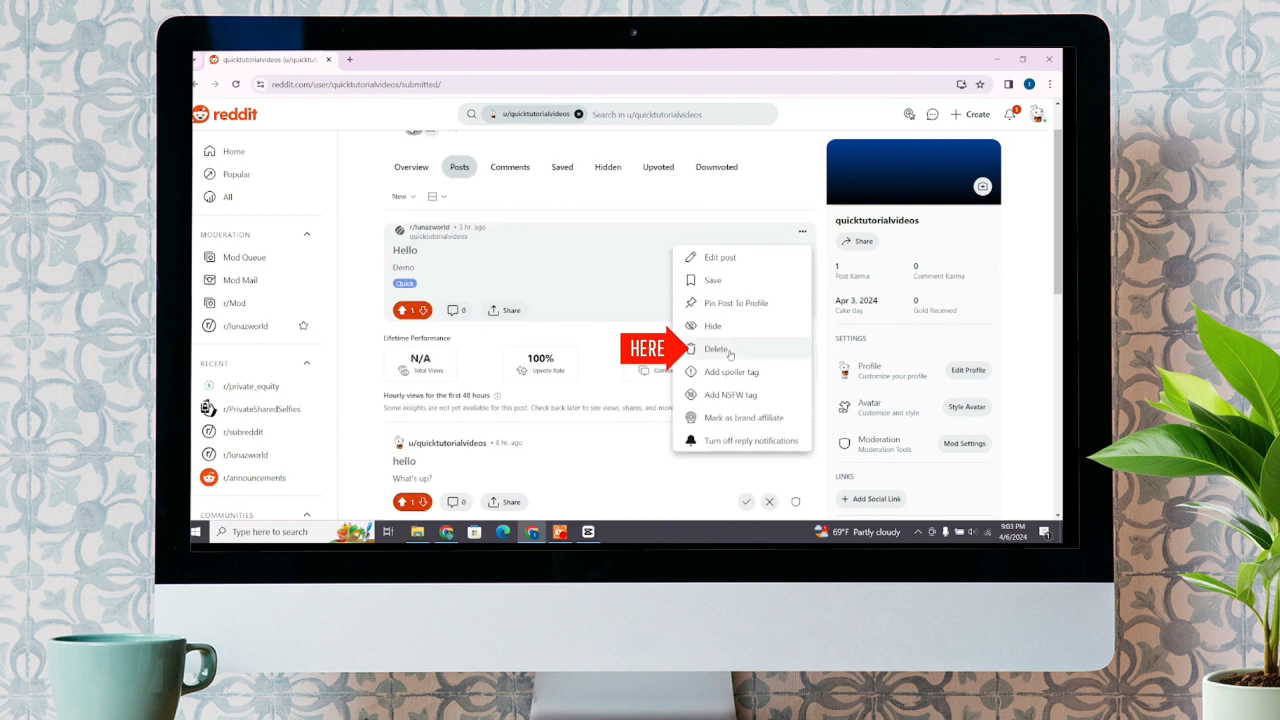 quicktutorialvideos (u/quicktut
reddit.com/user/quicktutorialvideos/submitted/
reddit
u/quicktutorialvideos
Search in u/quicktutorialvideos
Create
Home
Popular
All
MODERATION
Mod Queue
Mod Mail
r/Mod
r/lunazworld
RECENT
r/private_equity
r/PrivateSharedSelfies
r/subreddit
r/lunazworld
r/announcements
COMMUNITIES
Overview
Posts
Comments
Saved
Hidden
Upvoted
Downvoted
New
r/lunazworld • 3 hr. ago
quicktutorialvideos
Hello
Demo
Quick
1
0
Share
Lifetime Performance
N/A
Total Views
100%
Upvote Rate
Hourly views for the first 48 hours
Some insights are not yet available for this post. Check back later to see views, shares, and more
u/quicktutorialvideos • 8 hr. ago
hello
What's up?
1
0
Share
Edit post
Save
Pin Post To Profile
Hide
HERE
Delete
Add spoiler tag
Add NSFW tag
Mark as brand affiliate
Turn off reply notifications
quicktutorialvideos
Share
1
Post Karma
0
Comment Karma
Apr 3, 2024
Cake day
0
Gold Received
SETTINGS
Profile
Customize your profile
Edit Profile
Avatar
Customize and style
Style Avatar
Moderation
Moderation Tools
Mod Settings
LINKS
Add Social Link
Type here to search
69°F Partly cloudy
9:03 PM
4/6/2024